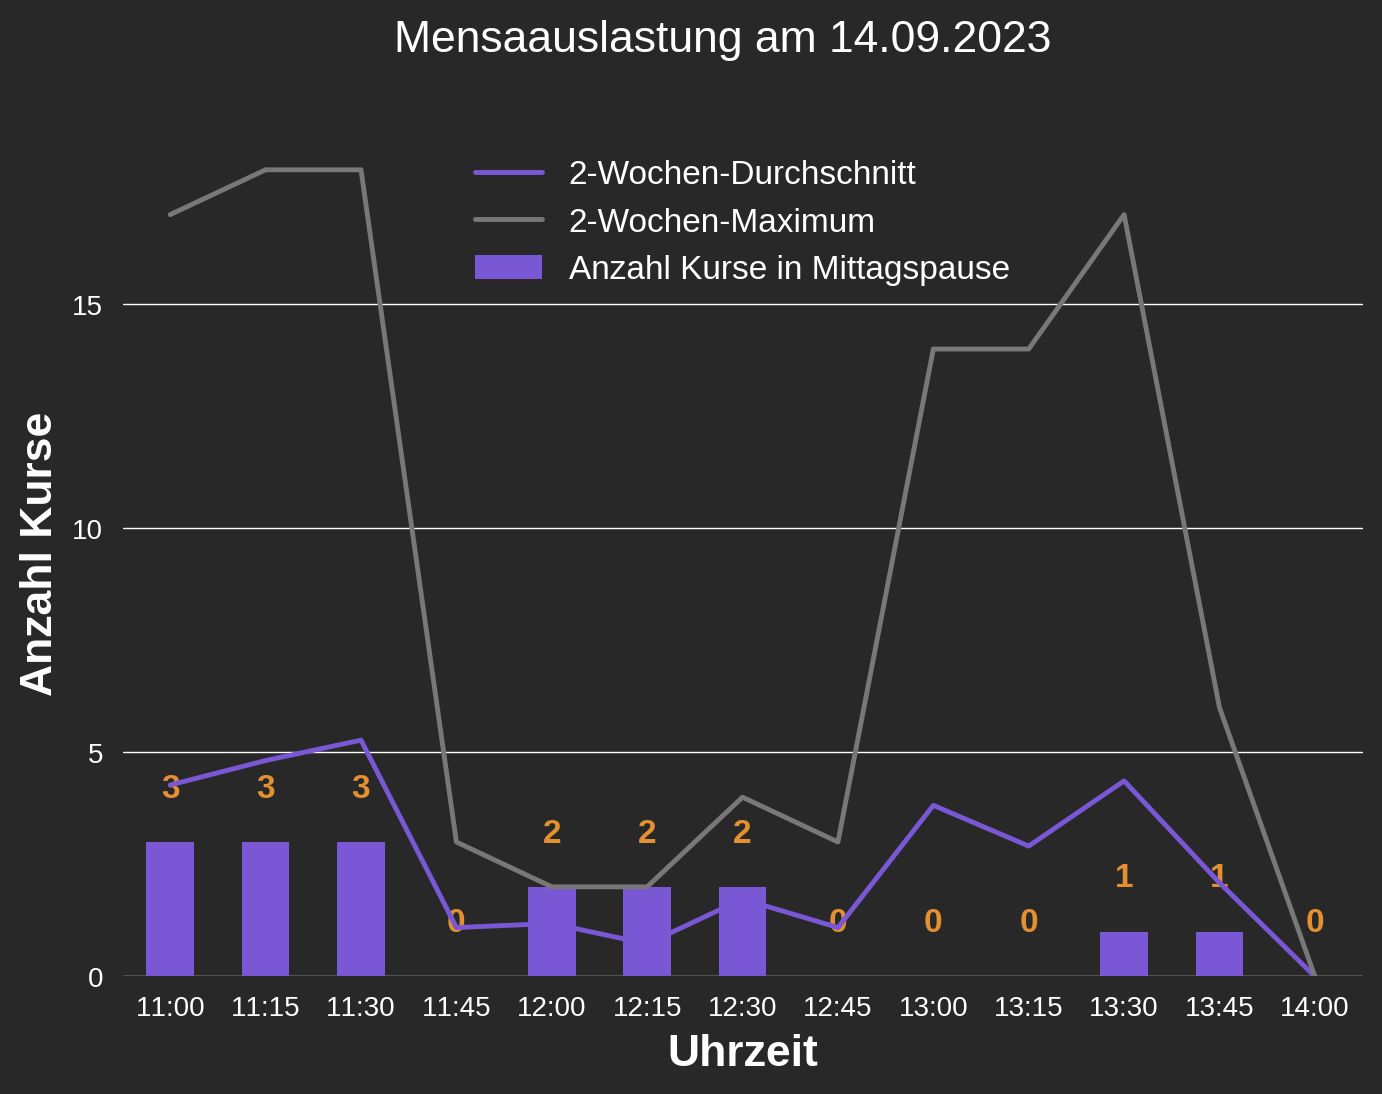 Mensaauslastung am 14.09.2023
2-Wochen-Durchschnitt
2-Wochen-Maximum
Anzahl Kurse in Mittagspause
Anzahl Kurse
15
10
5
0
3 3 3 0 2 2 2 0 0 0 1 1 0
11:00 11:15 11:30 11:45 12:00 12:15 12:30 12:45 13:00 13:15 13:30 13:45 14:00
Uhrzeit